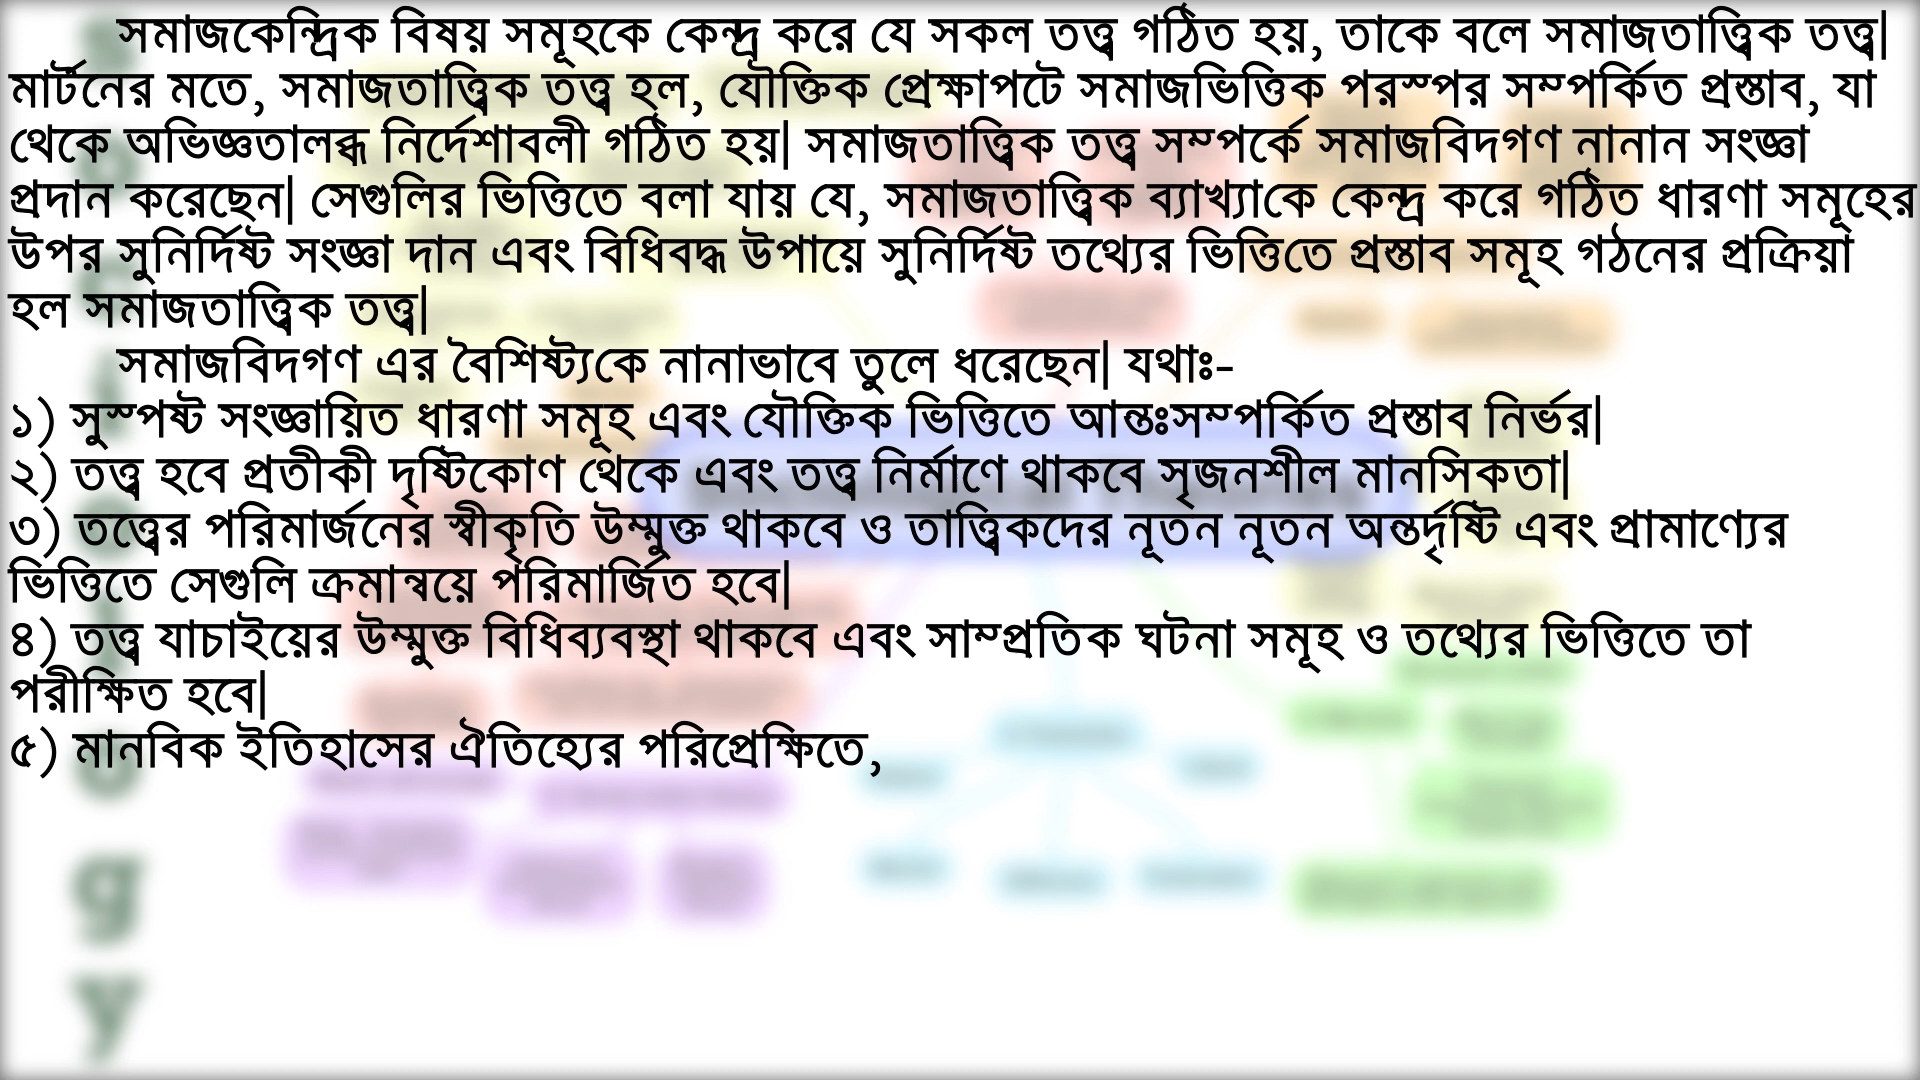 সমাজকেন্দ্রিক বিষয় সমূহকে কেন্দ্র করে যে সকল তত্ত্ব গঠিত হয়, তাকে বলে সমাজতাত্ত্বিক তত্ত্ব|
মার্টনের মতে, সমাজতাত্ত্বিক তত্ত্ব হল, যৌক্তিক প্রেক্ষাপটে সমাজভিত্তিক পরস্পর সম্পর্কিত প্রস্তাব, যা
থেকে অভিজ্ঞতালব্ধ নির্দেশাবলী গঠিত হয়| সমাজতাত্ত্বিক তত্ত্ব সম্পর্কে সমাজবিদগণ নানান সংজ্ঞা
প্রদান করেছেন| সেগুলির ভিত্তিতে বলা যায় যে, সমাজতাত্ত্বিক ব্যাখ্যাকে কেন্দ্র করে গঠিত ধারণা সমূহের
উপর সুনির্দিষ্ট সংজ্ঞা দান এবং বিধিবদ্ধ উপায়ে সুনির্দিষ্ট তথ্যের ভিত্তিতে প্রস্তাব সমূহ গঠনের প্রক্রিয়া
হল সমাজতাত্ত্বিক তত্ত্ব|
সমাজবিদগণ এর বৈশিষ্ট্যকে নানাভাবে তুলে ধরেছেন| যথাঃ-
১) সুস্পষ্ট সংজ্ঞায়িত ধারণা সমূহ এবং যৌক্তিক ভিত্তিতে আন্তঃসম্পর্কিত প্রস্তাব নির্ভর|
২) তত্ত্ব হবে প্রতীকী দৃষ্টিকোণ থেকে এবং তত্ত্ব নির্মাণে থাকবে সৃজনশীল মানসিকতা|
৩) তত্ত্বের পরিমার্জনের স্বীকৃতি উম্মুক্ত থাকবে ও তাত্ত্বিকদের নূতন নূতন অন্তর্দৃষ্টি এবং প্রামাণ্যের
ভিত্তিতে সেগুলি ক্রমান্বয়ে পরিমার্জিত হবে|
৪) তত্ত্ব যাচাইয়ের উম্মুক্ত বিধিব্যবস্থা থাকবে এবং সাম্প্রতিক ঘটনা সমূহ ও তথ্যের ভিত্তিতে তা
পরীক্ষিত হবে|
৫) মানবিক ইতিহাসের ঐতিহ্যের পরিপ্রেক্ষিতে,
g
y